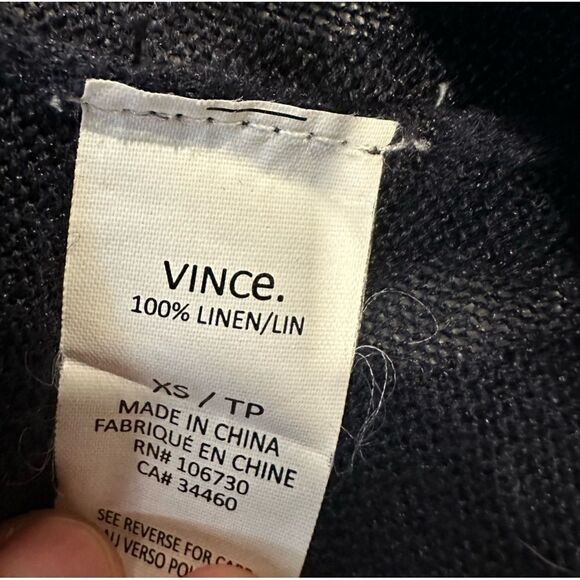 VINCe.
100% LINEN/LIN
XS / TP
MADE IN CHINA
FABRIQUÉ EN CHINE
RN# 106730
CA# 34460
SEE REVERSE FOR
VERSO